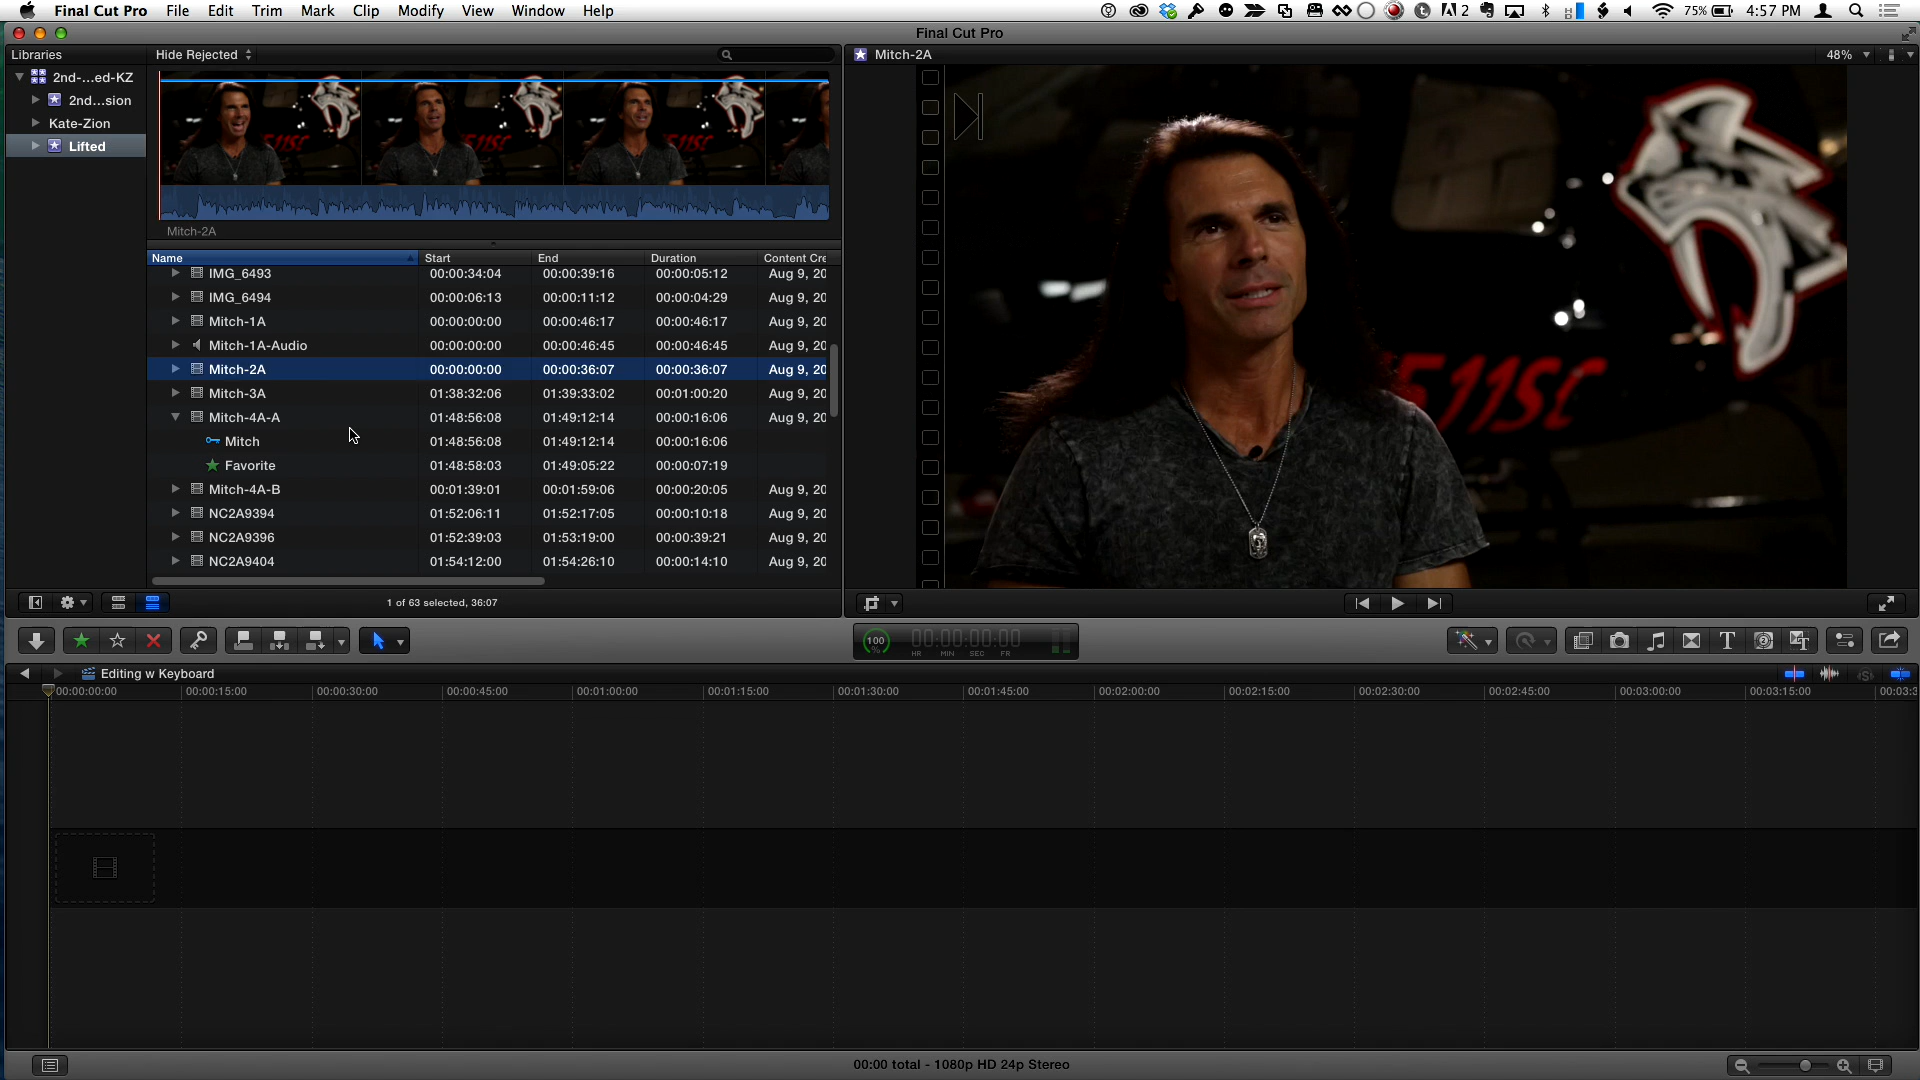 Final Cut Pro File Edit Trim Mark Clip Modify View Window Help
2 75% 4:57 PM
Final Cut Pro
Libraries Hide Rejected Mitch-2A 48%
2nd-...ed-KZ
2nd...sion
Kate-Zion
Lifted
Mitch-2A
511SC
Name Start End Duration Content Cre
IMG_6493 00:00:34:04 00:00:39:16 00:00:05:12 Aug 9, 20
IMG_6494 00:00:06:13 00:00:11:12 00:00:04:29 Aug 9, 20
Mitch-1A 00:00:00:00 00:00:46:17 00:00:46:17 Aug 9, 20
Mitch-1A-Audio 00:00:00:00 00:00:46:45 00:00:46:45 Aug 9, 20
Mitch-2A 00:00:00:00 00:00:36:07 00:00:36:07 Aug 9, 20
Mitch-3A 01:38:32:06 01:39:33:02 00:01:00:20 Aug 9, 20
Mitch-4A-A 01:48:56:08 01:49:12:14 00:00:16:06 Aug 9, 20
Mitch 01:48:56:08 01:49:12:14 00:00:16:06
Favorite 01:48:58:03 01:49:05:22 00:00:07:19
Mitch-4A-B 00:01:39:01 00:01:59:06 00:00:20:05 Aug 9, 20
NC2A9394 01:52:06:11 01:52:17:05 00:00:10:18 Aug 9, 20
NC2A9396 01:52:39:03 01:53:19:00 00:00:39:21 Aug 9, 20
NC2A9404 01:54:12:00 01:54:26:10 00:00:14:10 Aug 9, 20
1 of 63 selected, 36:07
100 % 00:00:00:00
HR MIN SEC FR
Editing w Keyboard
00:00:00:00 00:00:15:00 00:00:30:00 00:00:45:00 00:01:00:00 00:01:15:00 00:01:30:00 00:01:45:00 00:02:00:00 00:02:15:00 00:02:30:00 00:02:45:00 00:03:00:00 00:03:15:00 00:03:3
00:00 total - 1080p HD 24p Stereo